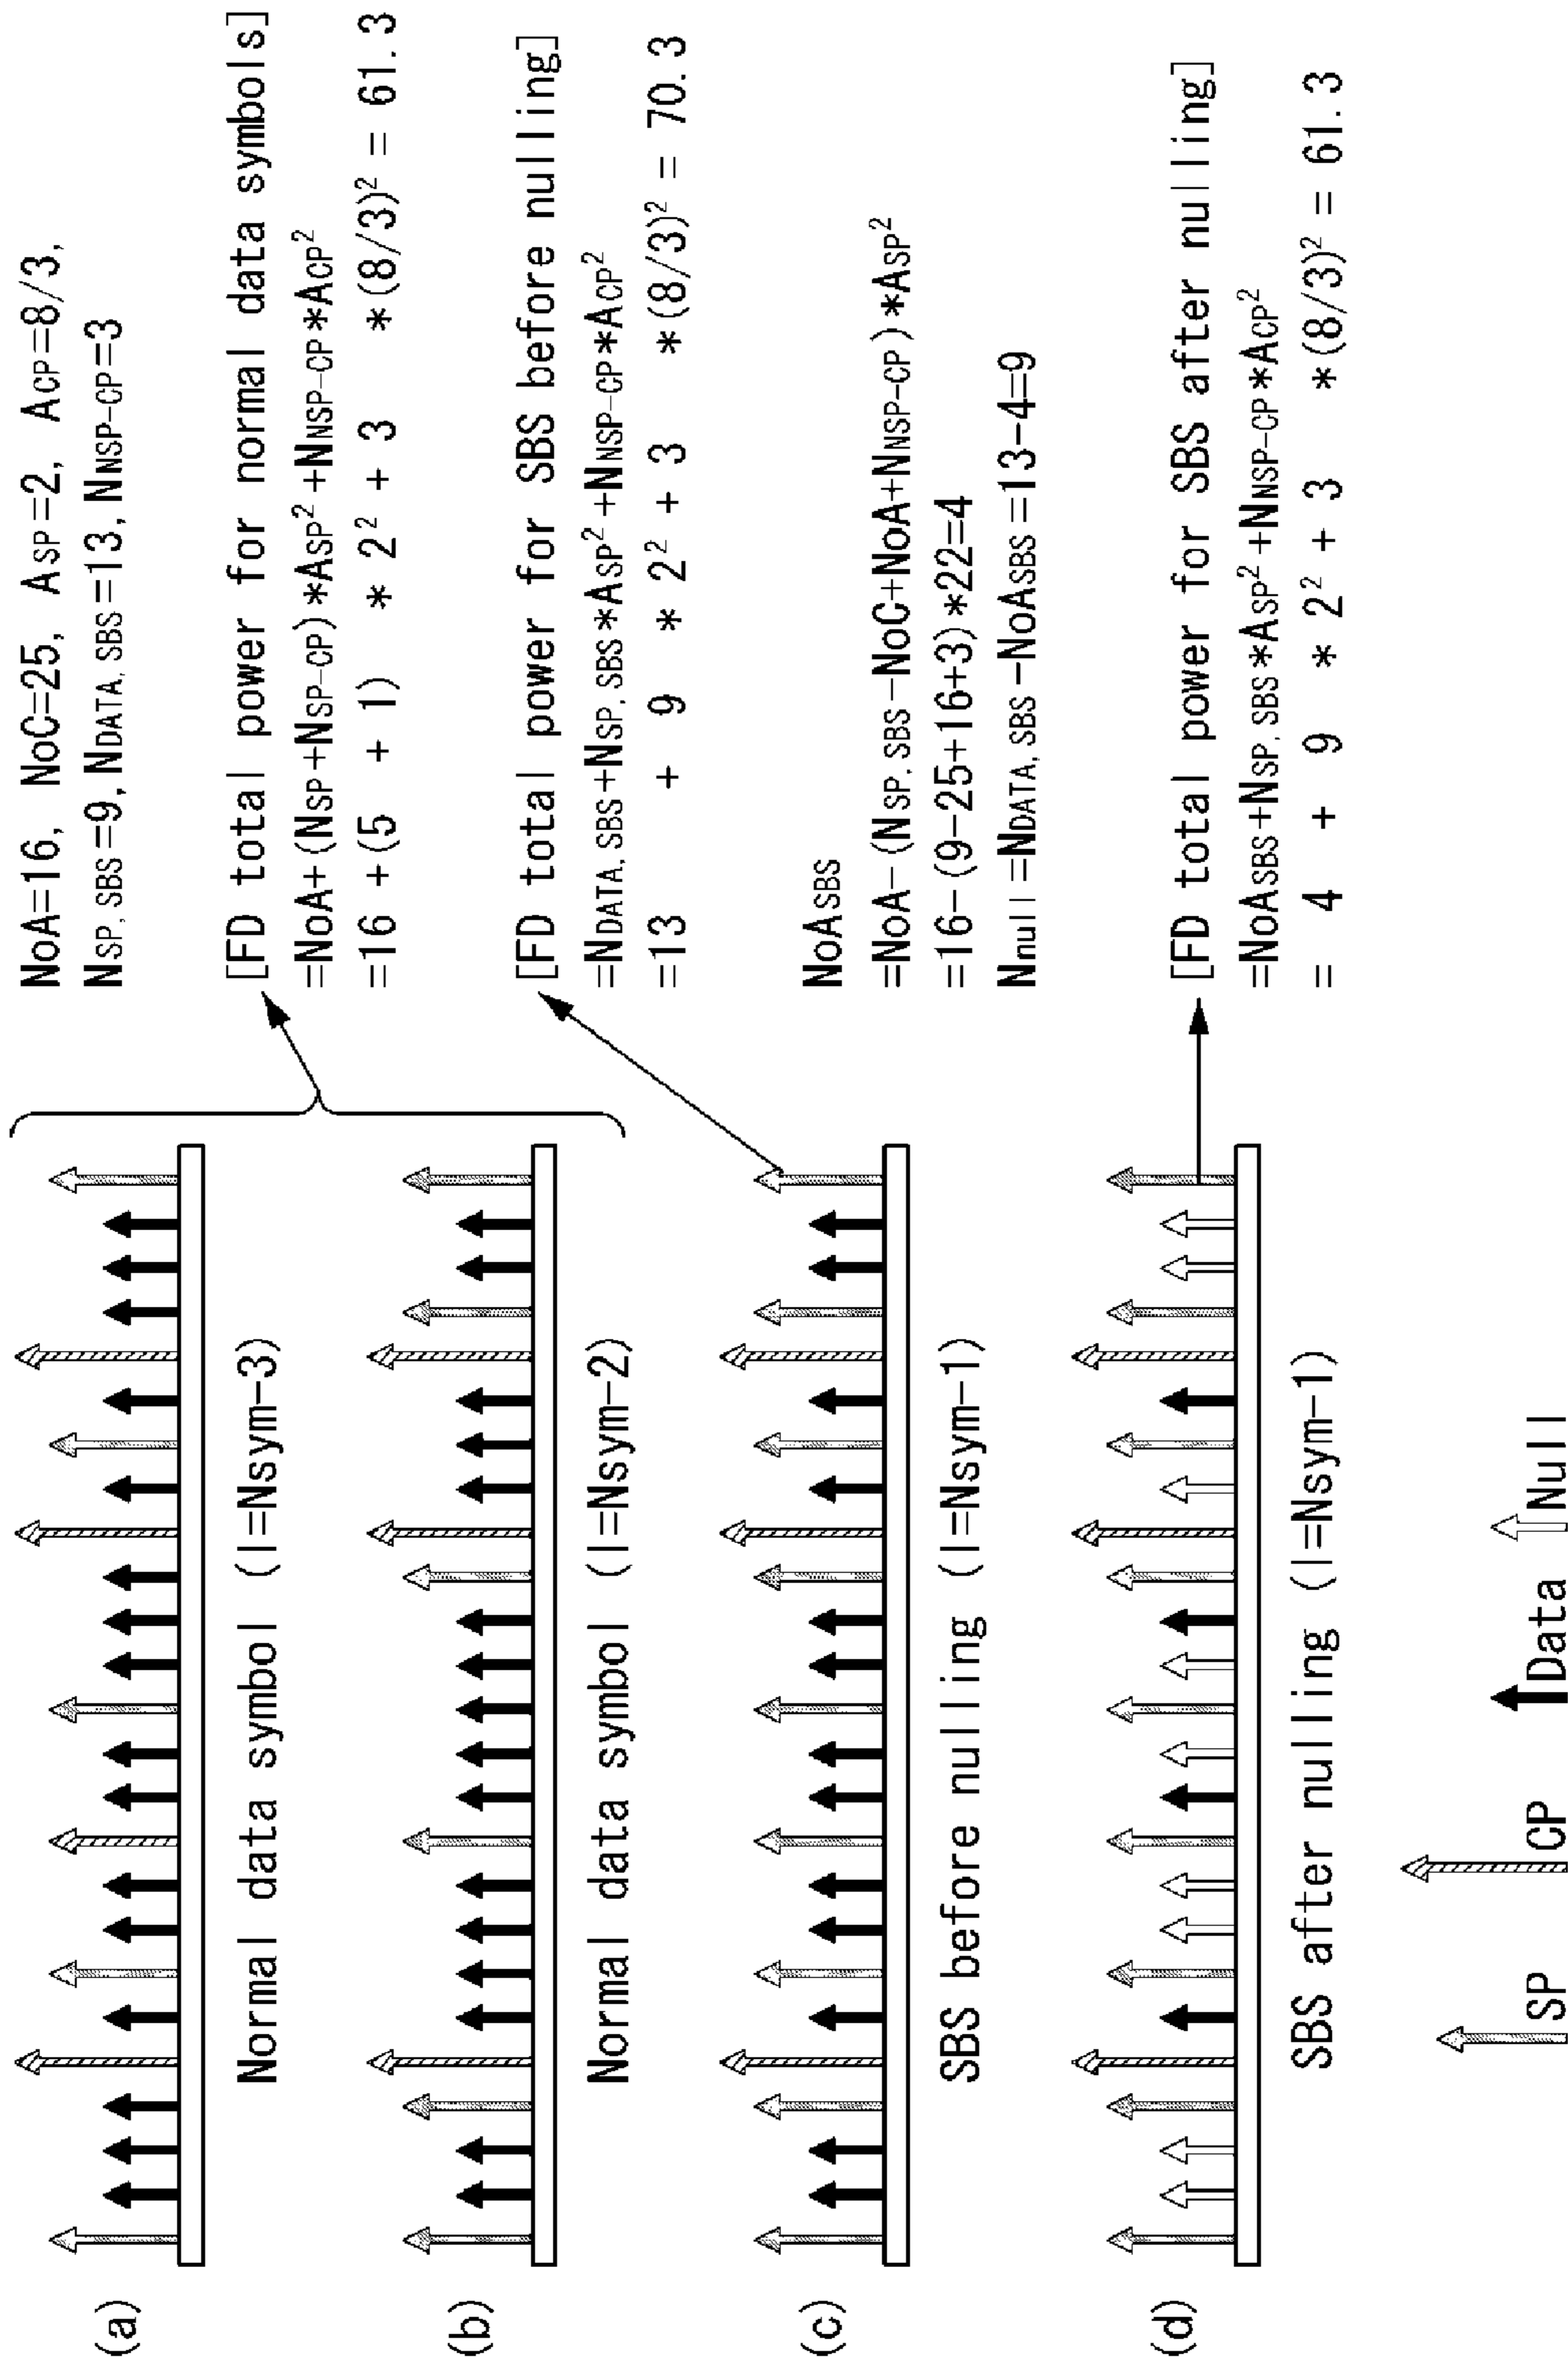 (a)
Normal data symbol (l=Nsym-3)
(b)
Normal data symbol (l=Nsym-2)
(c)
SBS before nulling (l=Nsym-1)
(d)
SBS after nulling (l=Nsym-1)
SP
CP
Data
Null
NoA=16, NoC=25, ASP=2, ACP=8/3,
NSP,SBS=9, NDATA,SBS=13, NNSP-CP=3
[FD total power for normal data symbols]
=NoA+(NSP+NSP-CP)*ASP²+NNSP-CP*ACP²
=16 +(5 + 1) * 2² + 3 *(8/3)² = 61.3
[FD total power for SBS before nulling]
=NDATA,SBS+NSP,SBS*ASP²+NNSP-CP*ACP²
=13 + 9 * 2² + 3 *(8/3)² = 70.3
NoASBS
=NoA-(NSP,SBS-NoC+NoA+NNSP-CP)*ASP²
=16-(9-25+16+3)*22=4
Nnull=NDATA,SBS-NoASBS=13-4=9
[FD total power for SBS after nulling]
=NoASBS+NSP,SBS*ASP²+NNSP-CP*ACP²
= 4 + 9 * 2² + 3 *(8/3)² = 61.3